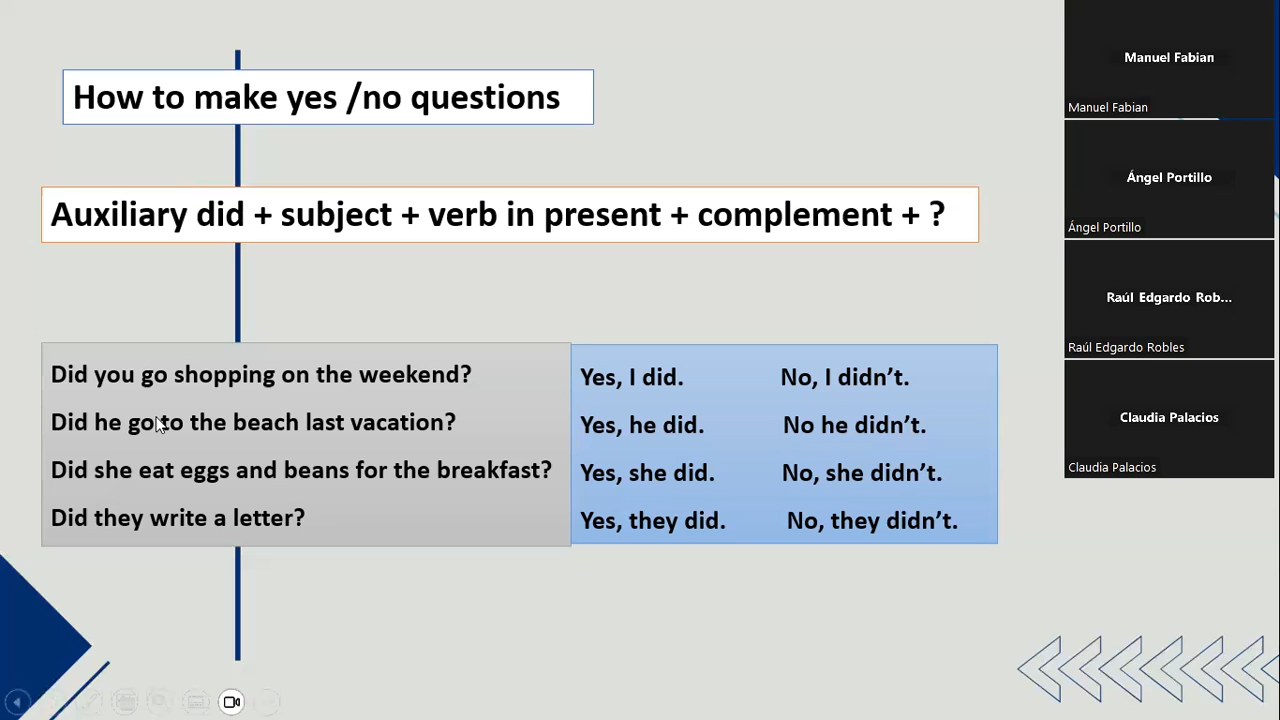 How to make yes /no questions
Auxiliary did + subject + verb in present + complement + ?
Did you go shopping on the weekend?
Did he go to the beach last vacation?
Did she eat eggs and beans for the breakfast?
Did they write a letter?
Yes, I did. No, I didn’t.
Yes, he did. No he didn’t.
Yes, she did. No, she didn’t.
Yes, they did. No, they didn’t.
Manuel Fabian
Manuel Fabian
Ángel Portillo
Ángel Portillo
Raúl Edgardo Rob...
Raúl Edgardo Robles
Claudia Palacios
Claudia Palacios